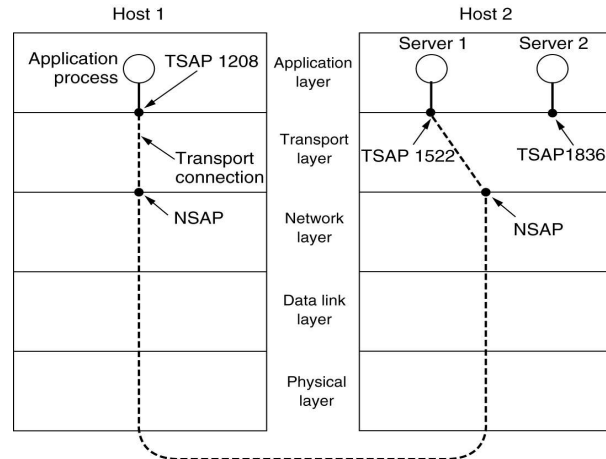 Host 1
Host 2
Application
process
TSAP 1208
Application
layer
Server 1
Server 2
Transport
connection
Transport
layer
TSAP 1522
TSAP1836
NSAP
Network
layer
NSAP
Data link
layer
Physical
layer